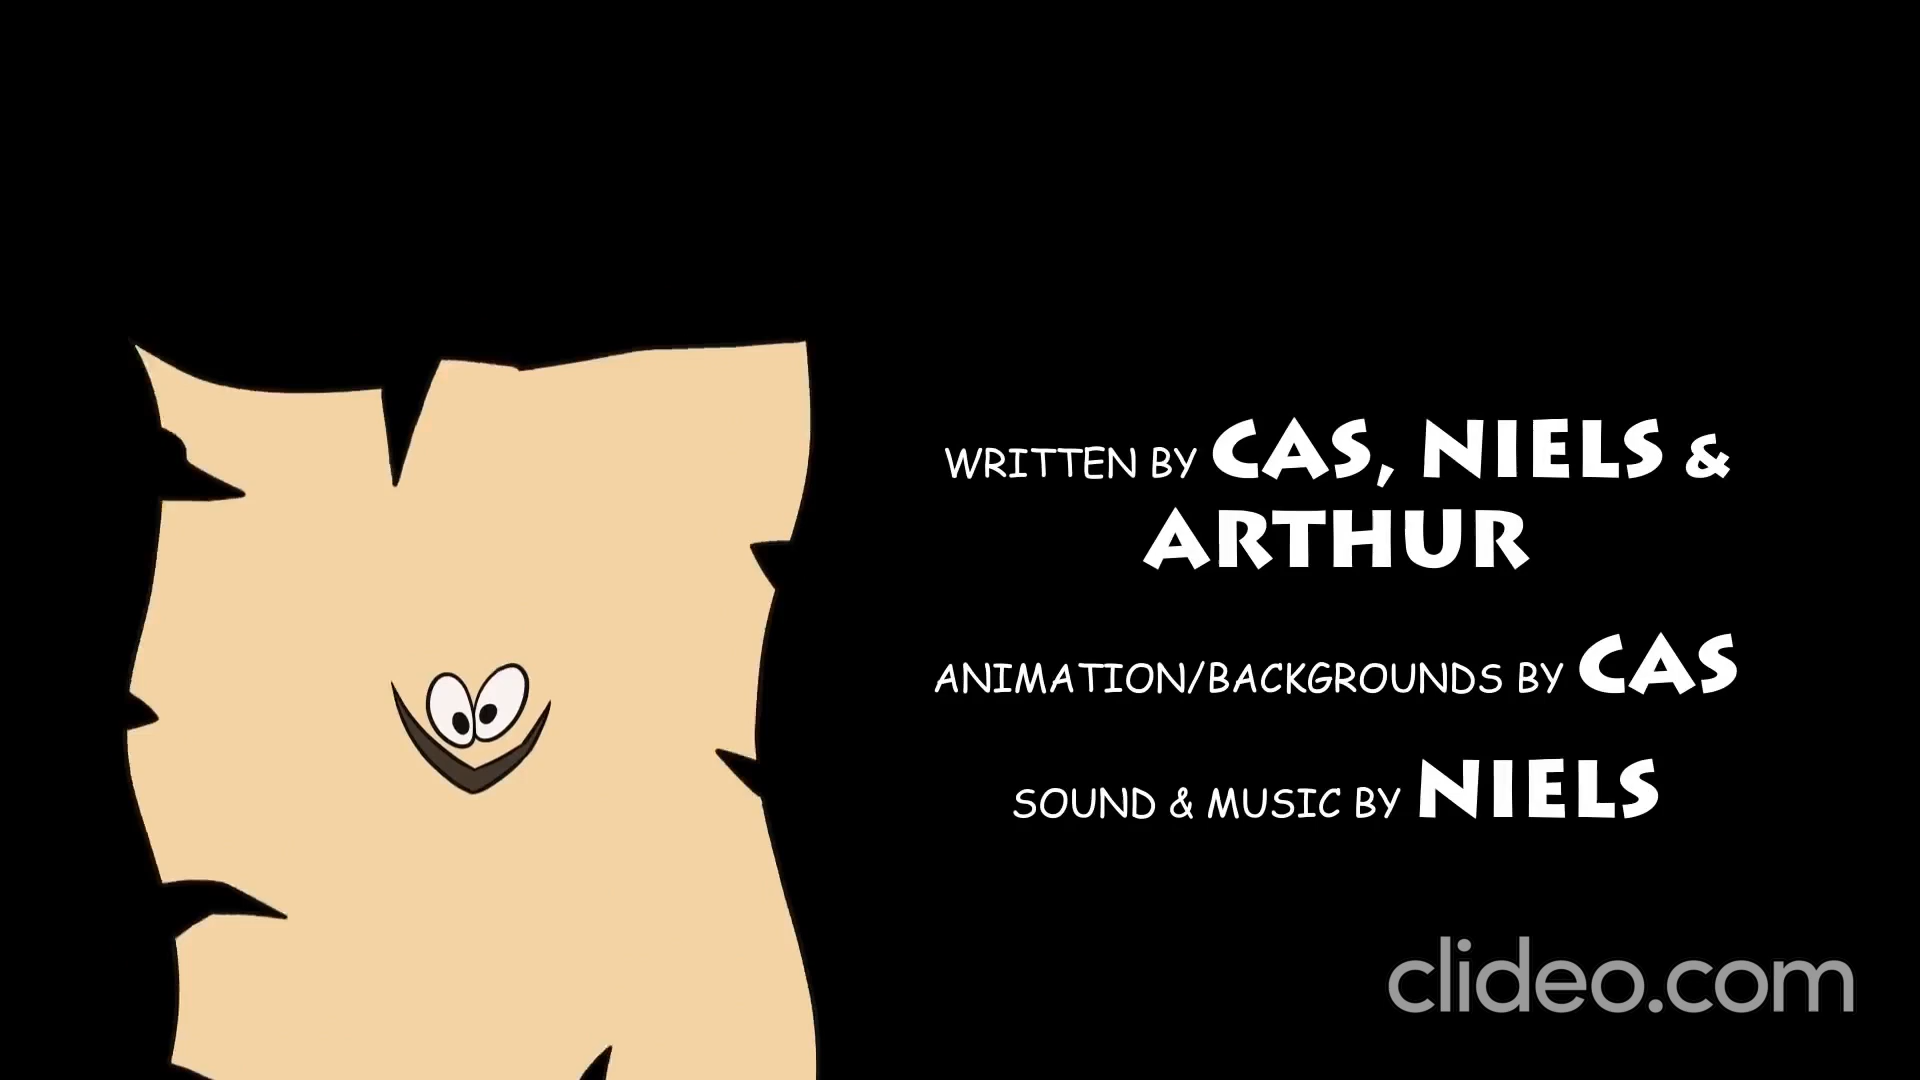 WRITTEN BY CAS, NIELS &
ARTHUR
ANIMATION/BACKGROUNDS BY CAS
SOUND & MUSIC BY NIELS
clideo.com